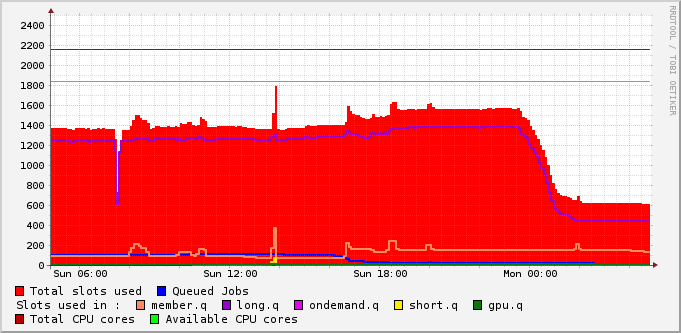 2400
2200
2000
1800
1600
1400
1200
1000
800
600
400
200
0
Sun 06:00 Sun 12:00 Sun 18:00 Mon 00:00
RRDTOOL / TOBI OETIKER
Total slots used Queued Jobs
Slots used in : member.q long.q ondemand.q short.q gpu.q
Total CPU cores Available CPU cores